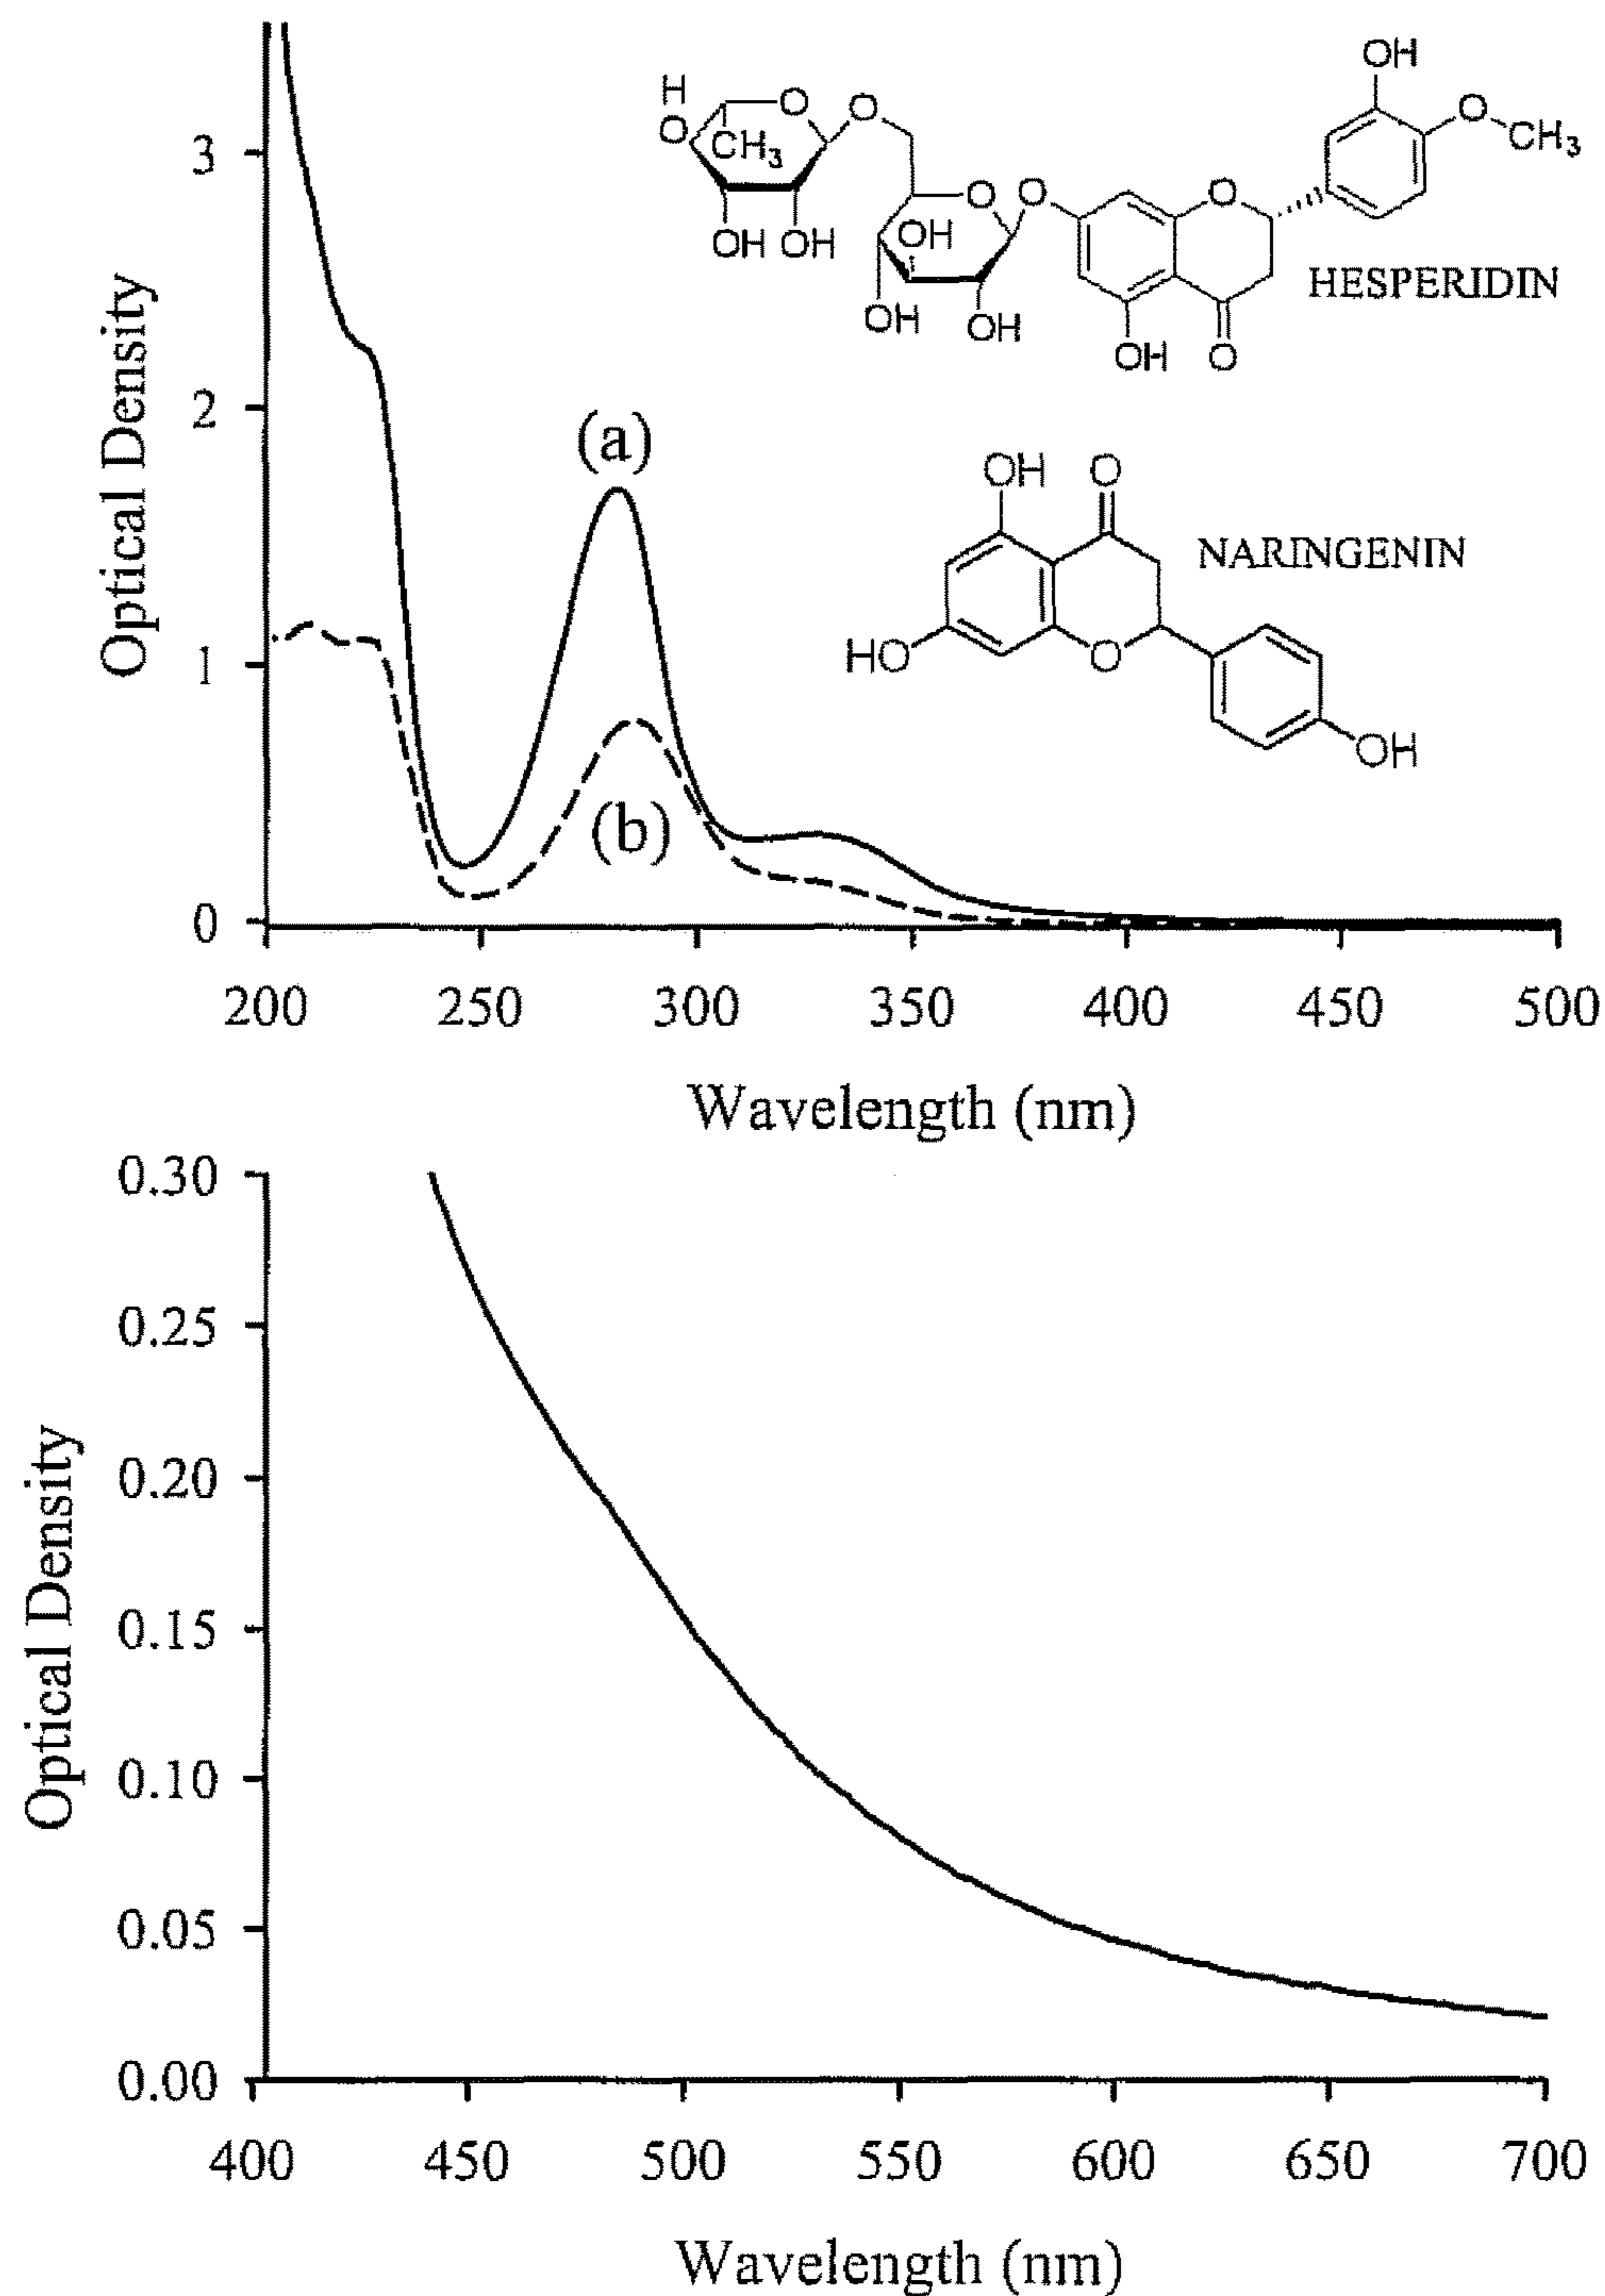 3
2
1
0
Optical Density
200 250 300 350 400 450 500
Wavelength (nm)
(a)
(b)
H
O
CH3
O
O
OH OH
O
OH
OH OH
O
O
OH
O
OH
O
CH3
HESPERIDIN
OH O
NARINGENIN
HO
O
OH
0.30
0.25
0.20
0.15
0.10
0.05
0.00
Optical Density
400 450 500 550 600 650 700
Wavelength (nm)